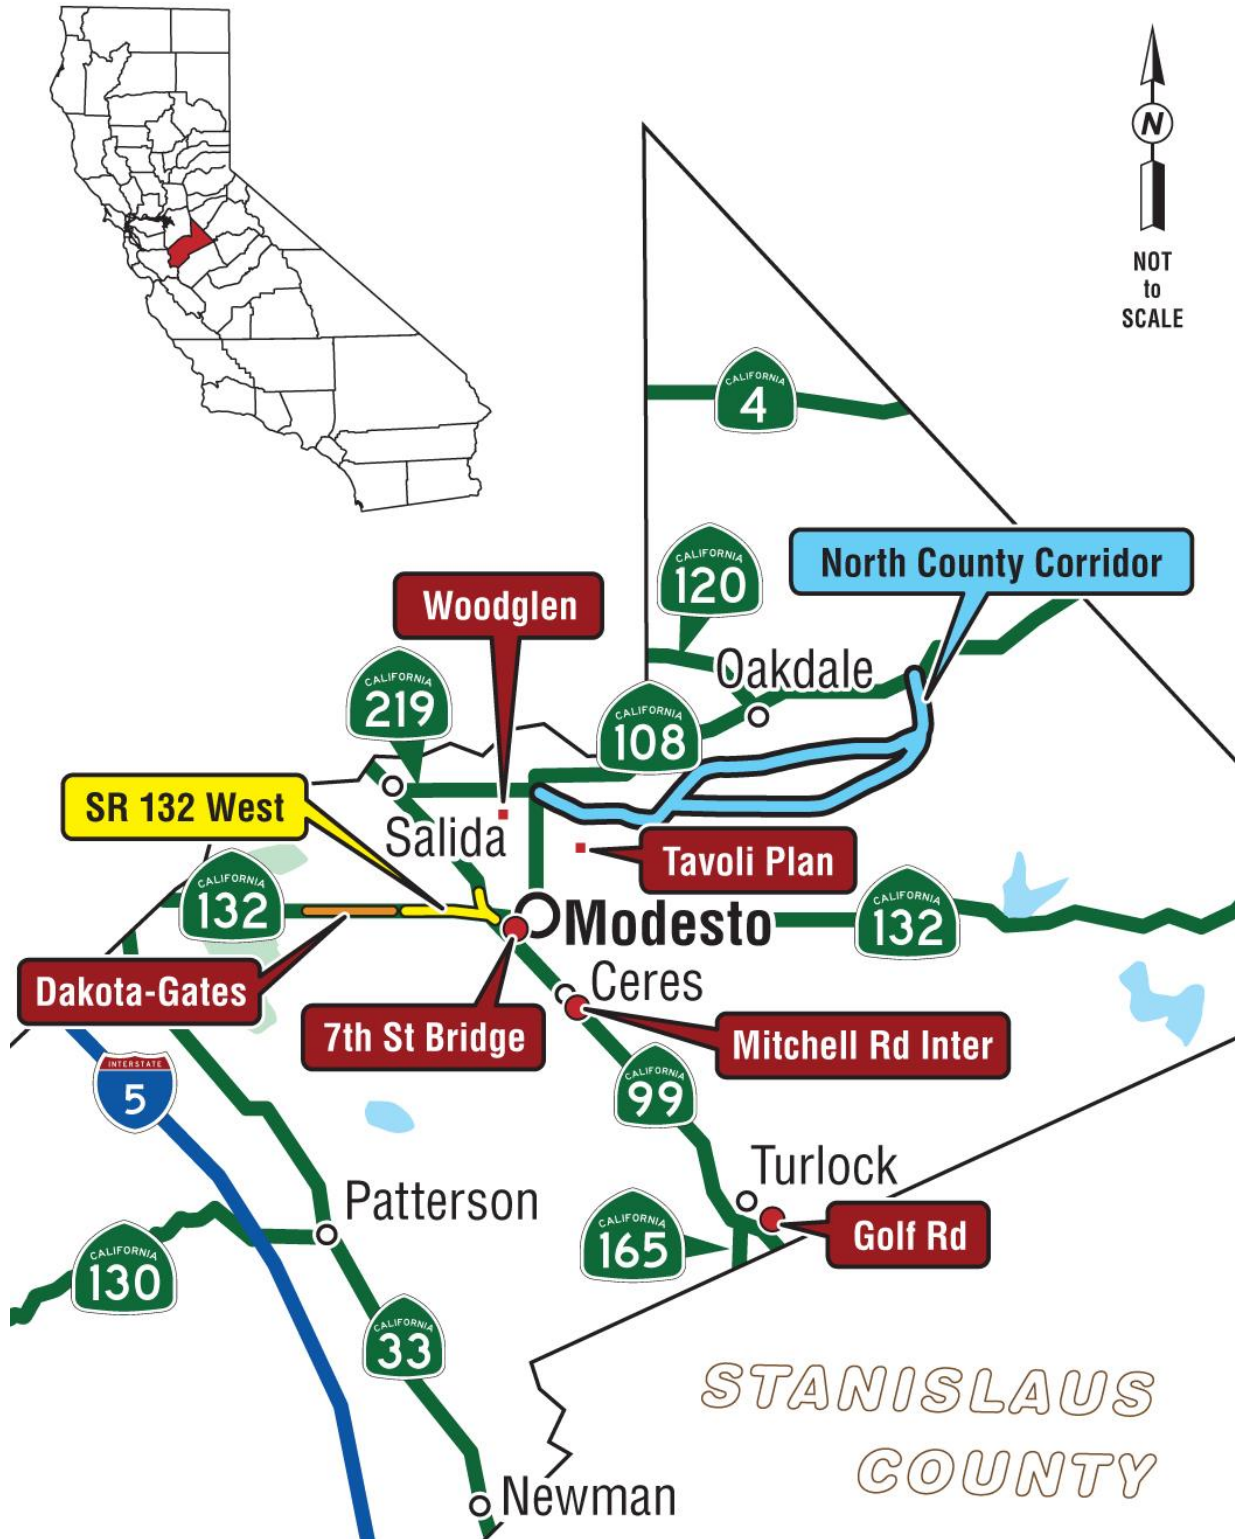 N
NOT
to
SCALE
CALIFORNIA
4
CALIFORNIA
120
North County Corridor
Woodglen
Oakdale
CALIFORNIA
219
CALIFORNIA
108
SR 132 West
Salida
Tavoli Plan
CALIFORNIA
132
Modesto
CALIFORNIA
132
Dakota-Gates
Ceres
7th St Bridge
Mitchell Rd Inter
INTERSTATE
5
CALIFORNIA
99
Turlock
Patterson
CALIFORNIA
165
Golf Rd
CALIFORNIA
130
CALIFORNIA
33
STANISLAUS
COUNTY
Newman